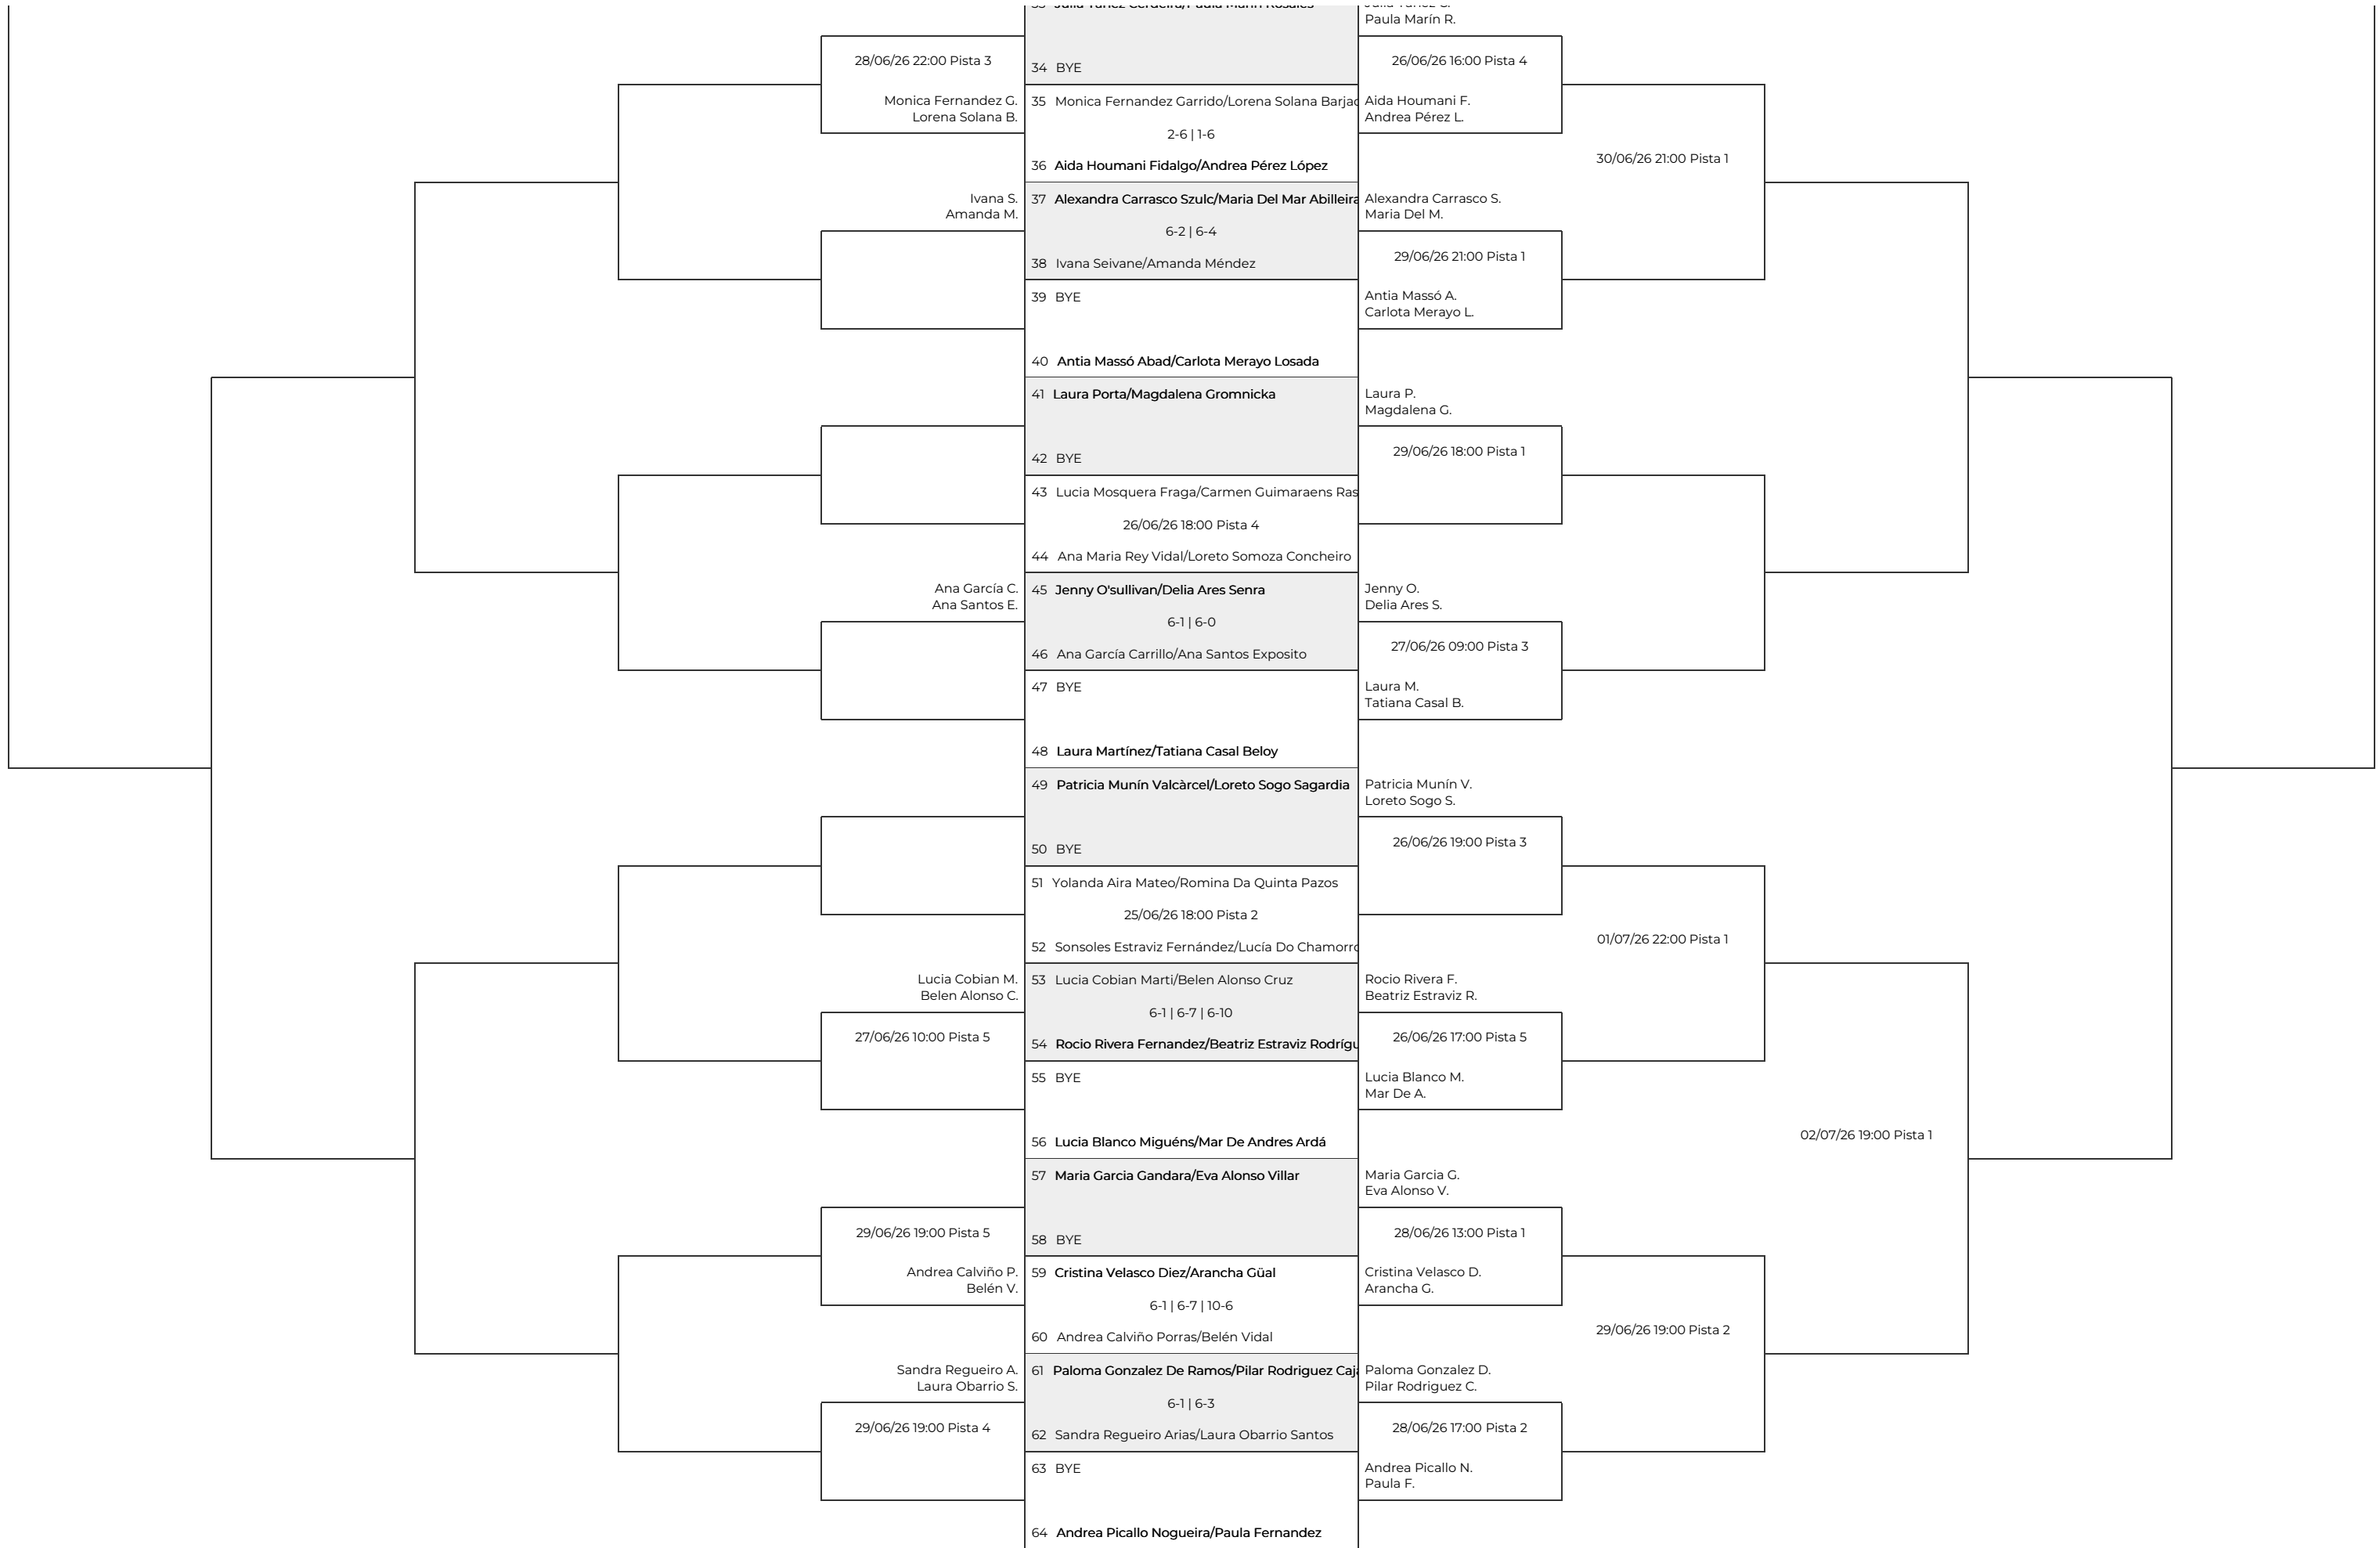 Paula Marín R.
28/06/26 22:00 Pista 3
34 BYE
26/06/26 16:00 Pista 4
Monica Fernandez G.
Lorena Solana B.
35 Monica Fernandez Garrido/Lorena Solana Barjac
Aida Houmani F.
Andrea Pérez L.
2-6 | 1-6
36 Aida Houmani Fidalgo/Andrea Pérez López
30/06/26 21:00 Pista 1
Ivana S.
Amanda M.
37 Alexandra Carrasco Szulc/Maria Del Mar Abilleira
Alexandra Carrasco S.
Maria Del M.
6-2 | 6-4
38 Ivana Seivane/Amanda Méndez
29/06/26 21:00 Pista 1
39 BYE
Antia Massó A.
Carlota Merayo L.
40 Antia Massó Abad/Carlota Merayo Losada
41 Laura Porta/Magdalena Gromnicka
Laura P.
Magdalena G.
42 BYE
29/06/26 18:00 Pista 1
43 Lucia Mosquera Fraga/Carmen Guimaraens Ras
26/06/26 18:00 Pista 4
44 Ana Maria Rey Vidal/Loreto Somoza Concheiro
Ana García C.
Ana Santos E.
45 Jenny O'sullivan/Delia Ares Senra
Jenny O.
Delia Ares S.
6-1 | 6-0
46 Ana García Carrillo/Ana Santos Exposito
27/06/26 09:00 Pista 3
47 BYE
Laura M.
Tatiana Casal B.
48 Laura Martínez/Tatiana Casal Beloy
49 Patricia Munín Valcàrcel/Loreto Sogo Sagardia
Patricia Munín V.
Loreto Sogo S.
50 BYE
26/06/26 19:00 Pista 3
51 Yolanda Aira Mateo/Romina Da Quinta Pazos
25/06/26 18:00 Pista 2
52 Sonsoles Estraviz Fernández/Lucía Do Chamorro
01/07/26 22:00 Pista 1
Lucia Cobian M.
Belen Alonso C.
53 Lucia Cobian Marti/Belen Alonso Cruz
Rocio Rivera F.
Beatriz Estraviz R.
6-1 | 6-7 | 6-10
27/06/26 10:00 Pista 5
54 Rocio Rivera Fernandez/Beatriz Estraviz Rodrígu
26/06/26 17:00 Pista 5
55 BYE
Lucia Blanco M.
Mar De A.
56 Lucia Blanco Miguéns/Mar De Andres Ardá
02/07/26 19:00 Pista 1
57 Maria Garcia Gandara/Eva Alonso Villar
Maria Garcia G.
Eva Alonso V.
29/06/26 19:00 Pista 5
58 BYE
28/06/26 13:00 Pista 1
Andrea Calviño P.
Belén V.
59 Cristina Velasco Diez/Arancha Güal
Cristina Velasco D.
Arancha G.
6-1 | 6-7 | 10-6
60 Andrea Calviño Porras/Belén Vidal
29/06/26 19:00 Pista 2
Sandra Regueiro A.
Laura Obarrio S.
61 Paloma Gonzalez De Ramos/Pilar Rodriguez Caja
Paloma Gonzalez D.
Pilar Rodriguez C.
6-1 | 6-3
29/06/26 19:00 Pista 4
62 Sandra Regueiro Arias/Laura Obarrio Santos
28/06/26 17:00 Pista 2
63 BYE
Andrea Picallo N.
Paula F.
64 Andrea Picallo Nogueira/Paula Fernandez